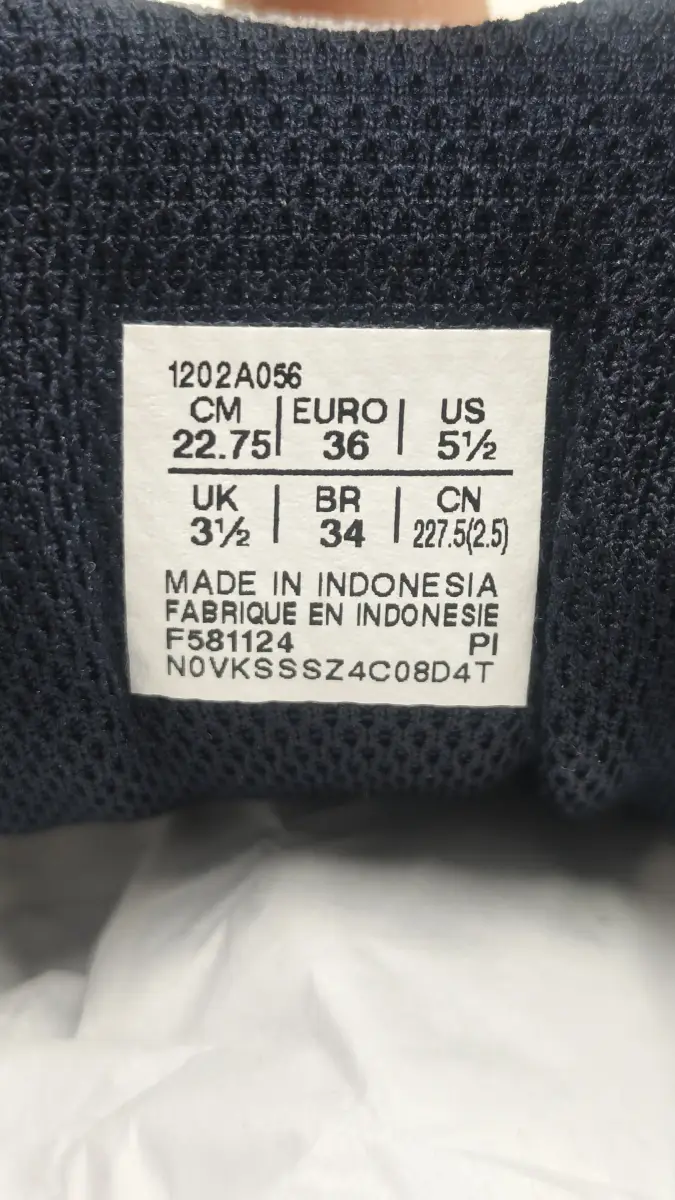 1202A056
CM | EURO | US
22.75 | 36 | 5½
UK | BR | CN
3½ | 34 | 227.5(2.5)
MADE IN INDONESIA
FABRIQUE EN INDONESIE
F581124 PI
N0VKSSSZ4C08D4T